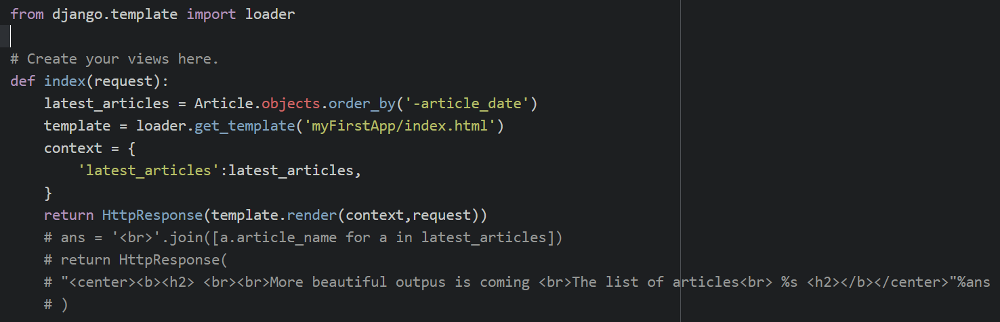 from django.template import loader
# Create your views here.
def index(request):
    latest_articles = Article.objects.order_by('-article_date')
    template = loader.get_template('myFirstApp/index.html')
    context = {
        'latest_articles':latest_articles,
    }
    return HttpResponse(template.render(context,request))
    # ans = '<br>'.join([a.article_name for a in latest_articles])
    # return HttpResponse(
    # "<center><b><h2> <br><br>More beautiful outpus is coming <br>The list of articles<br> %s <h2></b></center>"%ans
    # )